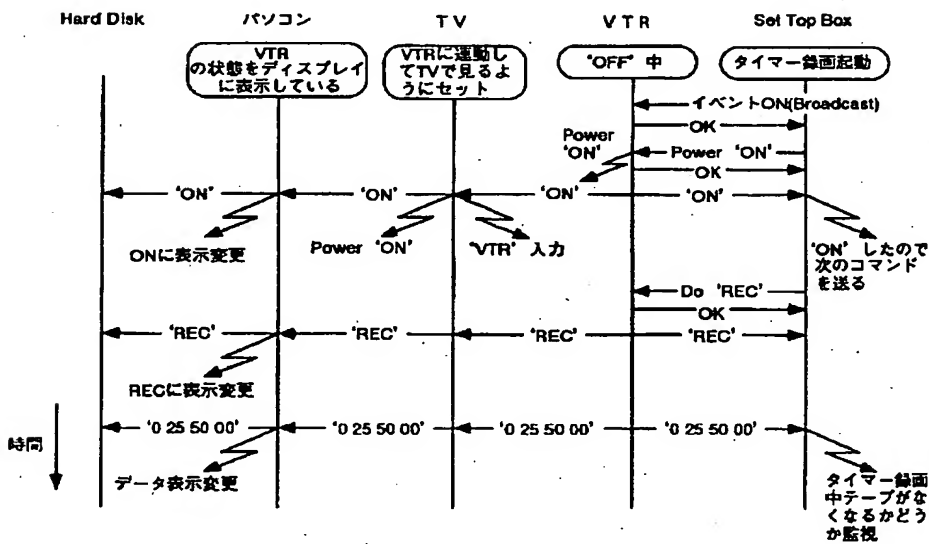 Hard Disk パソコン TV VTR Set Top Box
VTR
の状態をディスプレイ
に表示している
VTRに連動し
てTVで見るよ
うにセット
'OFF' 中
タイマー録画起動
イベントON(Broadcast)
OK
Power
'ON'
Power 'ON'
OK
'ON' 'ON' 'ON' 'ON'
ONに表示変更
Power 'ON'
'VTR' 入力
'ON' したので
次のコマンド
を送る
Do 'REC'
OK
'REC' 'REC' 'REC' 'REC'
RECに表示変更
時間
'0 25 50 00' '0 25 50 00' '0 25 50 00' '0 25 50 00'
データ表示変更
タイマー録画
中テープがな
くなるかどう
か監視